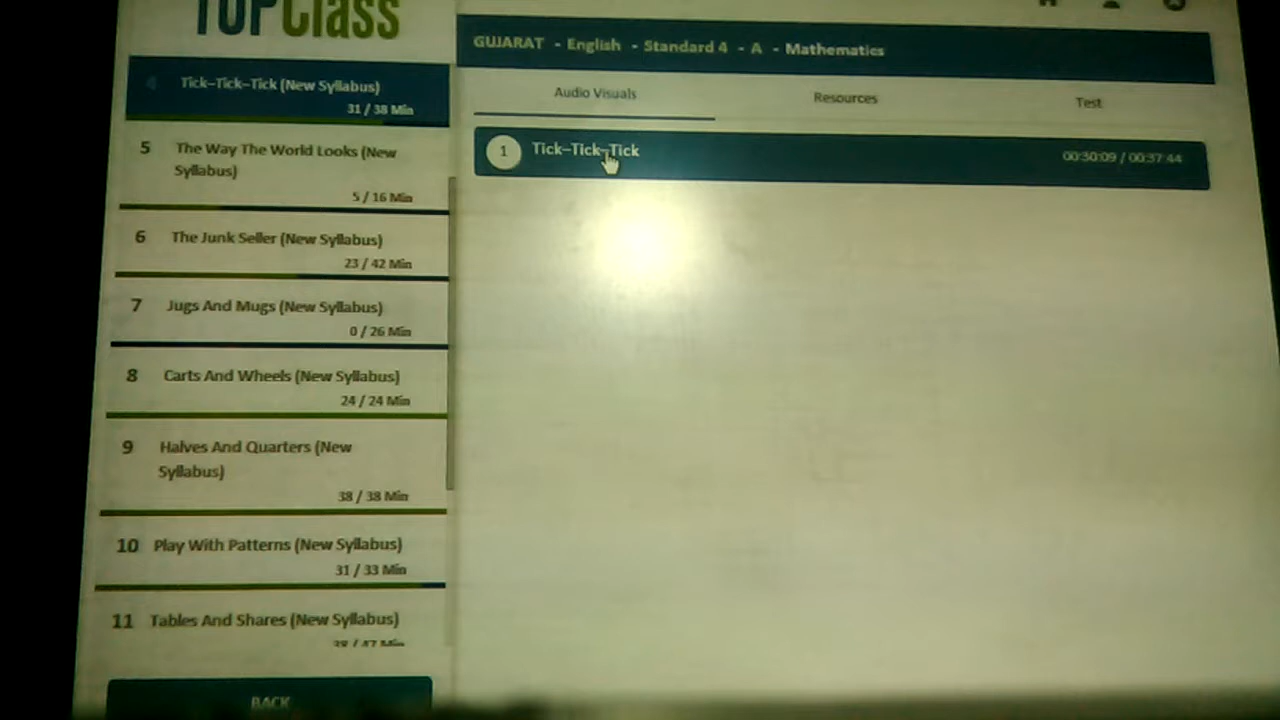 TOPClass
GUJARAT - English - Standard 4 - A - Mathematics
4 Tick-Tick-Tick (New Syllabus)
31 / 38 Min
5 The Way The World Looks (New
Syllabus)
5 / 16 Min
6 The Junk Seller (New Syllabus)
23 / 42 Min
7 Jugs And Mugs (New Syllabus)
0 / 26 Min
8 Carts And Wheels (New Syllabus)
24 / 24 Min
9 Halves And Quarters (New
Syllabus)
38 / 38 Min
10 Play With Patterns (New Syllabus)
31 / 33 Min
11 Tables And Shares (New Syllabus)
BACK
Audio Visuals Resources Test
1 Tick-Tick-Tick 00:30:09 / 00:37:44